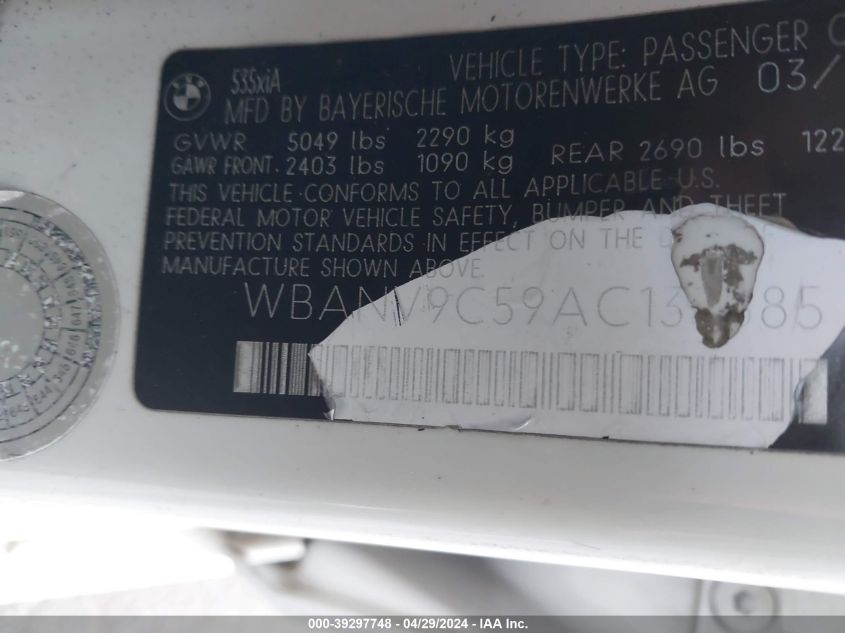 535xiA
VEHICLE TYPE: PASSENGER
MFD BY BAYERISCHE MOTORENWERKE AG 03/
GVWR 5049 lbs 2290 kg
GAWR FRONT. 2403 lbs 1090 kg REAR 2690 lbs 122
THIS VEHICLE CONFORMS TO ALL APPLICABLE U.S.
FEDERAL MOTOR VEHICLE SAFETY, BUMPER AND THEFT
PREVENTION STANDARDS IN EFFECT ON THE
MANUFACTURE SHOWN ABOVE.
000-39297748 - 04/29/2024 - IAA Inc.